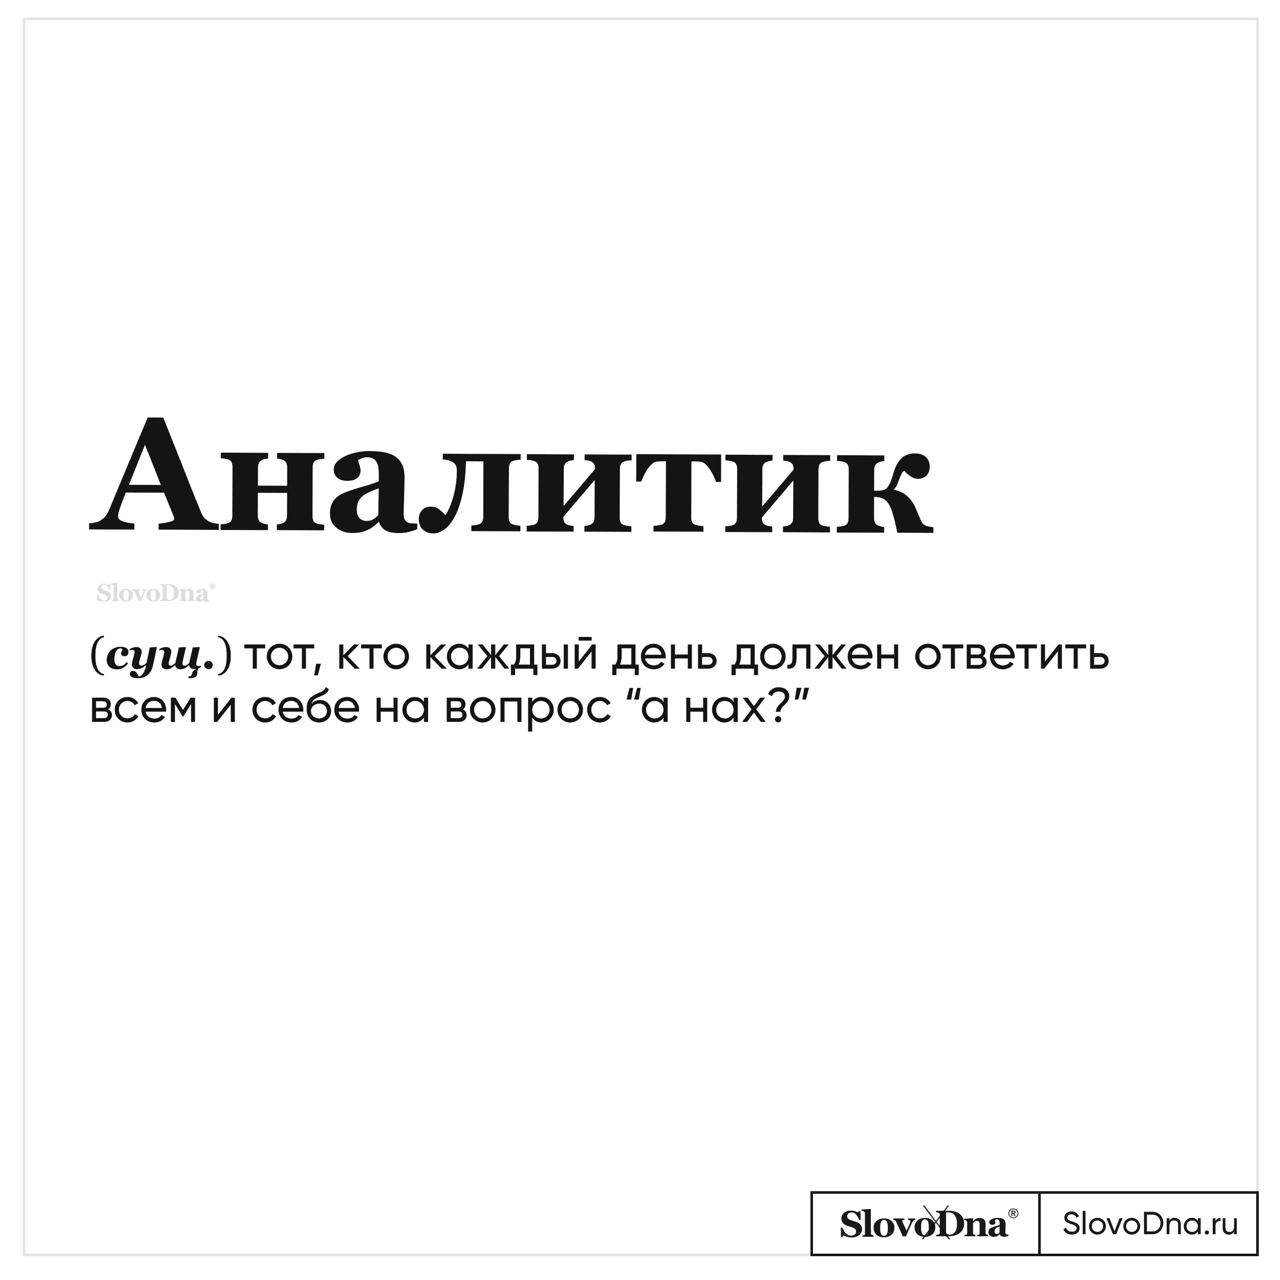 Аналитик
SlovoDna®
(сущ.) тот, кто каждый день должен ответить
всем и себе на вопрос “а нах?”
SlovoDna® SlovoDna.ru